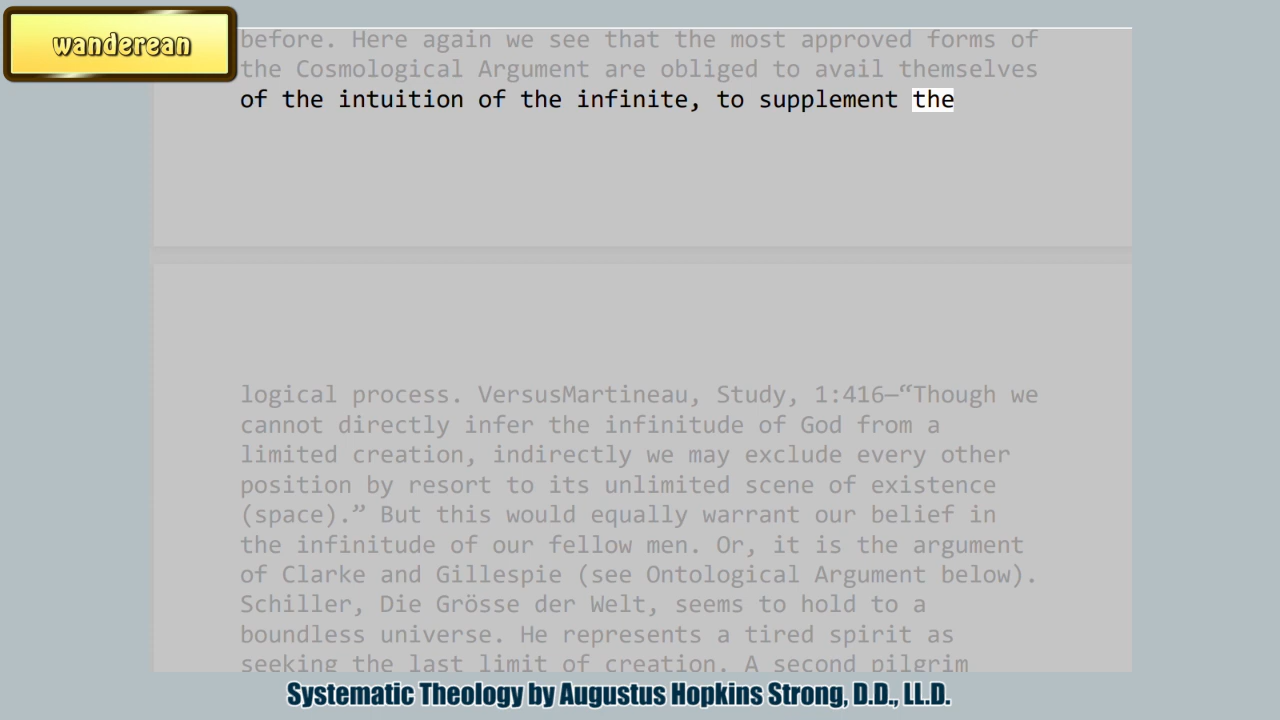 wanderean
before. Here again we see that the most approved forms of
the Cosmological Argument are obliged to avail themselves
of the intuition of the infinite, to supplement the
logical process. VersusMartineau, Study, 1:416—“Though we
cannot directly infer the infinitude of God from a
limited creation, indirectly we may exclude every other
position by resort to its unlimited scene of existence
(space).” But this would equally warrant our belief in
the infinitude of our fellow men. Or, it is the argument
of Clarke and Gillespie (see Ontological Argument below).
Schiller, Die Grösse der Welt, seems to hold to a
boundless universe. He represents a tired spirit as
seeking the last limit of creation. A second pilgrim
Systematic Theology by Augustus Hopkins Strong, D.D., LL.D.